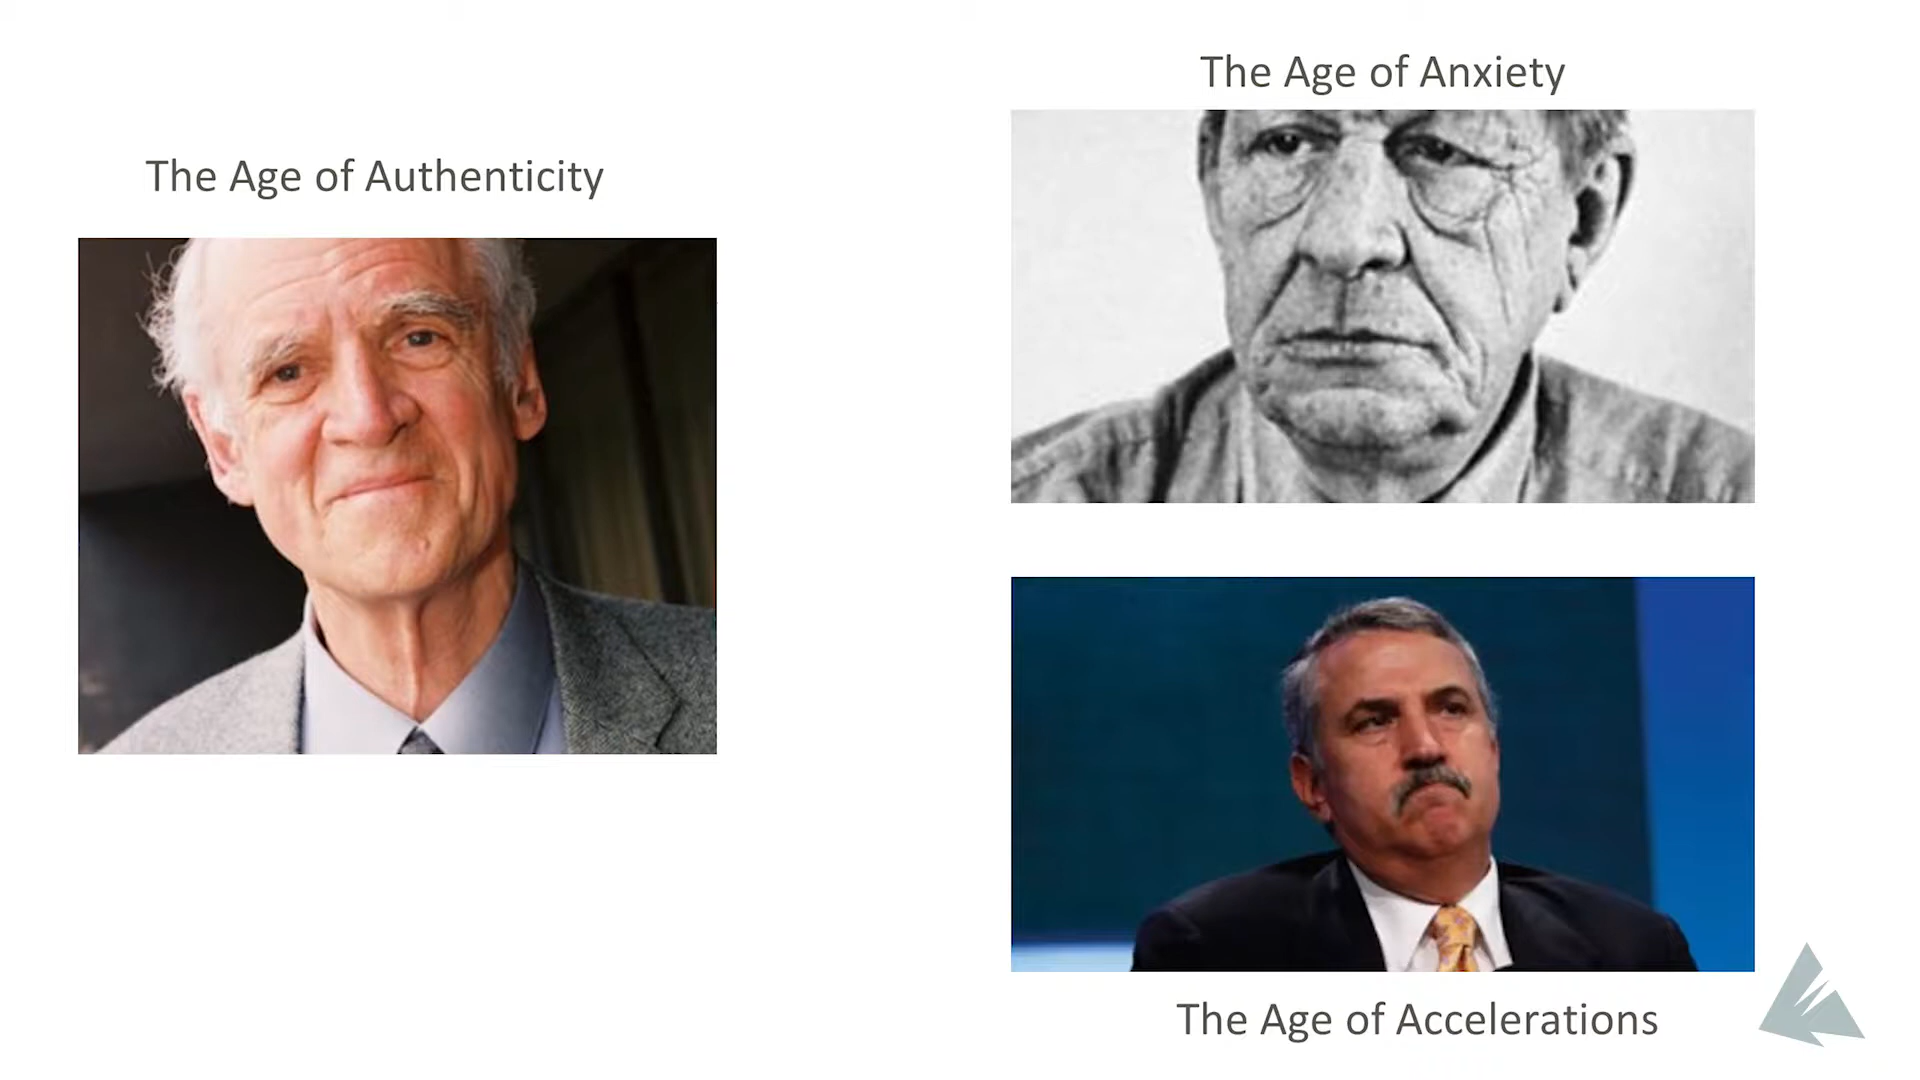 The Age of Authenticity
The Age of Anxiety
The Age of Accelerations